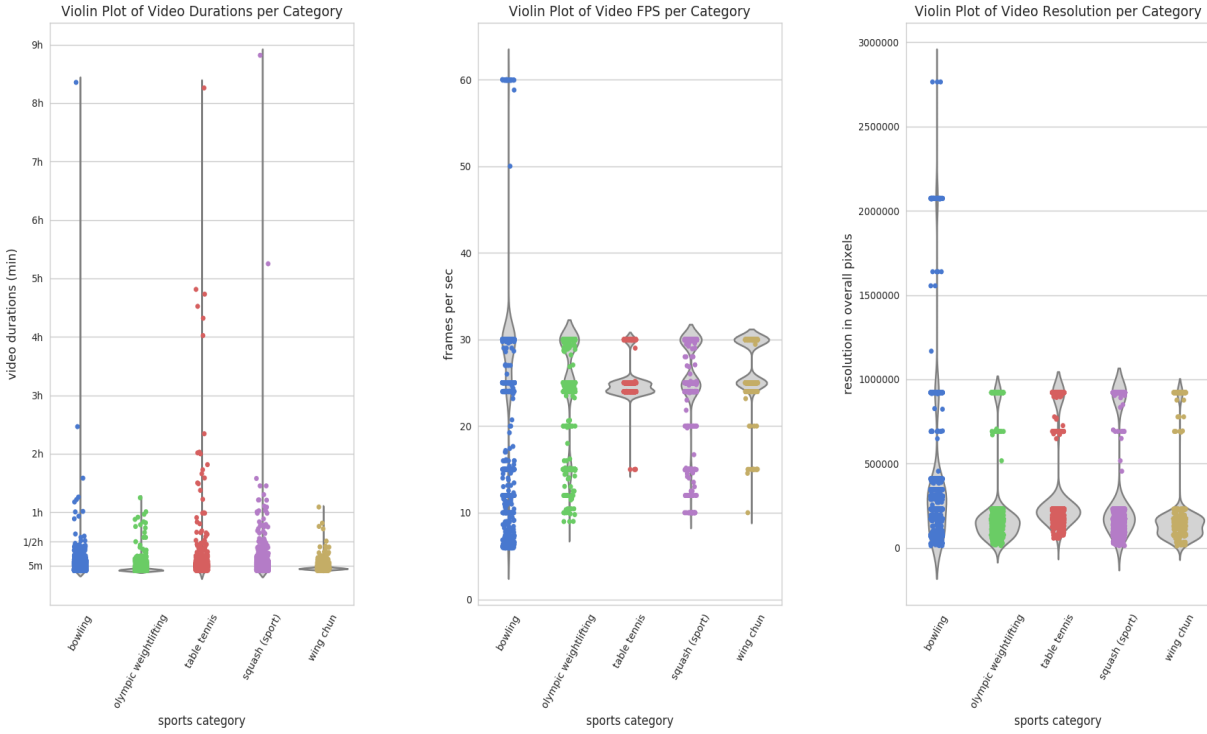 Violin Plot of Video Durations per Category
video durations (min)
9h
8h
7h
6h
5h
4h
3h
2h
1h
1/2h
5m
bowling
olympic weightlifting
table tennis
squash (sport)
wing chun
sports category
Violin Plot of Video FPS per Category
frames per sec
60
50
40
30
20
10
0
bowling
olympic weightlifting
table tennis
squash (sport)
wing chun
sports category
Violin Plot of Video Resolution per Category
resolution in overall pixels
3000000
2500000
2000000
1500000
1000000
500000
0
bowling
olympic weightlifting
table tennis
squash (sport)
wing chun
sports category